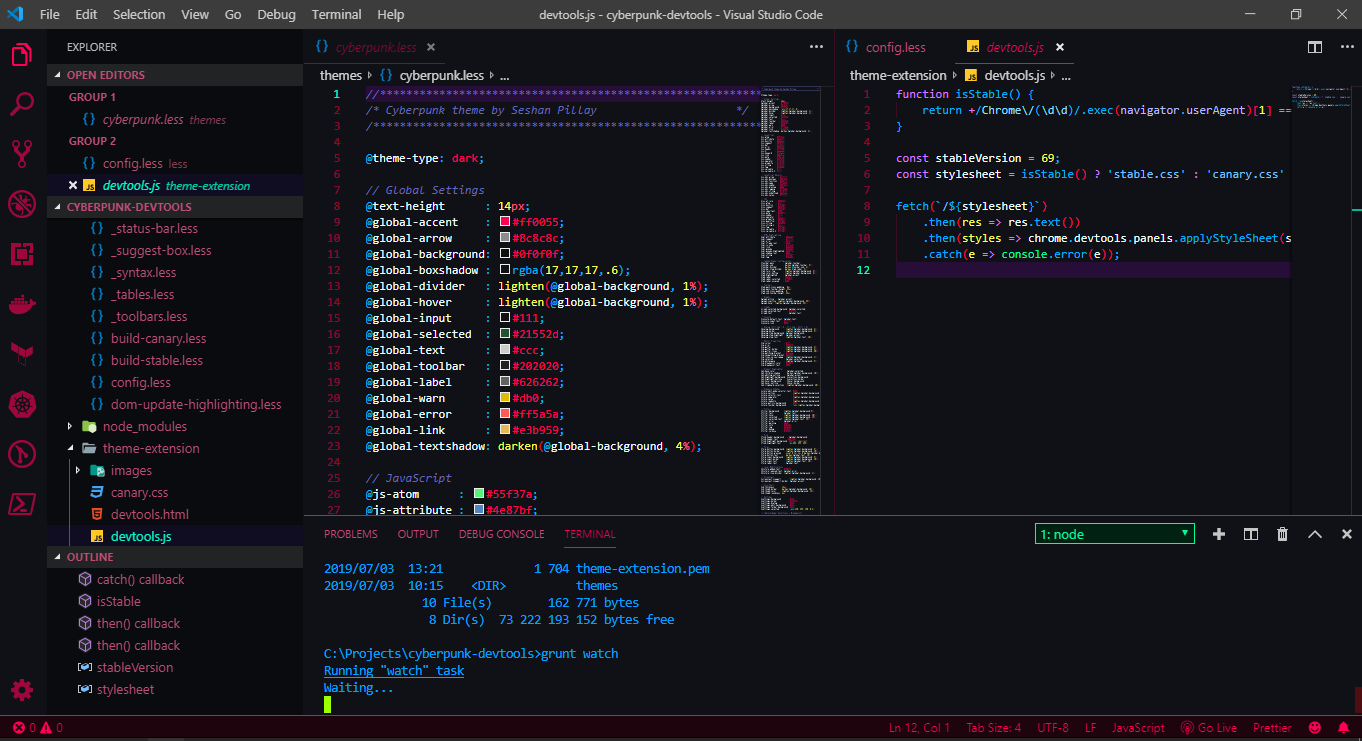 File Edit Selection View Go Debug Terminal Help
devtools.js - cyberpunk-devtools - Visual Studio Code
EXPLORER
OPEN EDITORS
GROUP 1
cyberpunk.less themes
GROUP 2
config.less less
devtools.js theme-extension
CYBERPUNK-DEVTOOLS
_status-bar.less
_suggest-box.less
_syntax.less
_tables.less
_toolbars.less
build-canary.less
build-stable.less
config.less
dom-update-highlighting.less
node_modules
theme-extension
images
canary.css
devtools.html
devtools.js
OUTLINE
catch() callback
isStable
then() callback
then() callback
stableVersion
stylesheet
cyberpunk.less
themes cyberpunk.less ...
1 //**********************************************************
2 /* Cyberpunk theme by Seshan Pillay */
3 /***********************************************************
4
5 @theme-type: dark;
6
7 // Global Settings
8 @text-height : 14px;
9 @global-accent : #ff0055;
10 @global-arrow : #8c8c8c;
11 @global-background: #0f0f0f;
12 @global-boxshadow : rgba(17,17,17,.6);
13 @global-divider : lighten(@global-background, 1%);
14 @global-hover : lighten(@global-background, 1%);
15 @global-input : #111;
16 @global-selected : #21552d;
17 @global-text : #ccc;
18 @global-toolbar : #202020;
19 @global-label : #626262;
20 @global-warn : #db0;
21 @global-error : #ff5a5a;
22 @global-link : #e3b959;
23 @global-textshadow: darken(@global-background, 4%);
24
25 // JavaScript
26 @js-atom : #55f37a;
27 @js-attribute : #4e87bf;
config.less JS devtools.js
theme-extension JS devtools.js ...
1 function isStable() {
2 return +/Chrome\/(\d\d)/.exec(navigator.userAgent)[1] ==
3 }
4
5 const stableVersion = 69;
6 const stylesheet = isStable() ? 'stable.css' : 'canary.css'
7
8 fetch(`/${stylesheet}`)
9 .then(res => res.text())
10 .then(styles => chrome.devtools.panels.applyStyleSheet(s
11 .catch(e => console.error(e));
12
PROBLEMS OUTPUT DEBUG CONSOLE TERMINAL
1: node
2019/07/03 13:21 1 704 theme-extension.pem
2019/07/03 10:15 <DIR> themes
10 File(s) 162 771 bytes
8 Dir(s) 73 222 193 152 bytes free
C:\Projects\cyberpunk-devtools>grunt watch
Running "watch" task
Waiting...
0 0
Ln 12, Col 1 Tab Size: 4 UTF-8 LF JavaScript Go Live Prettier